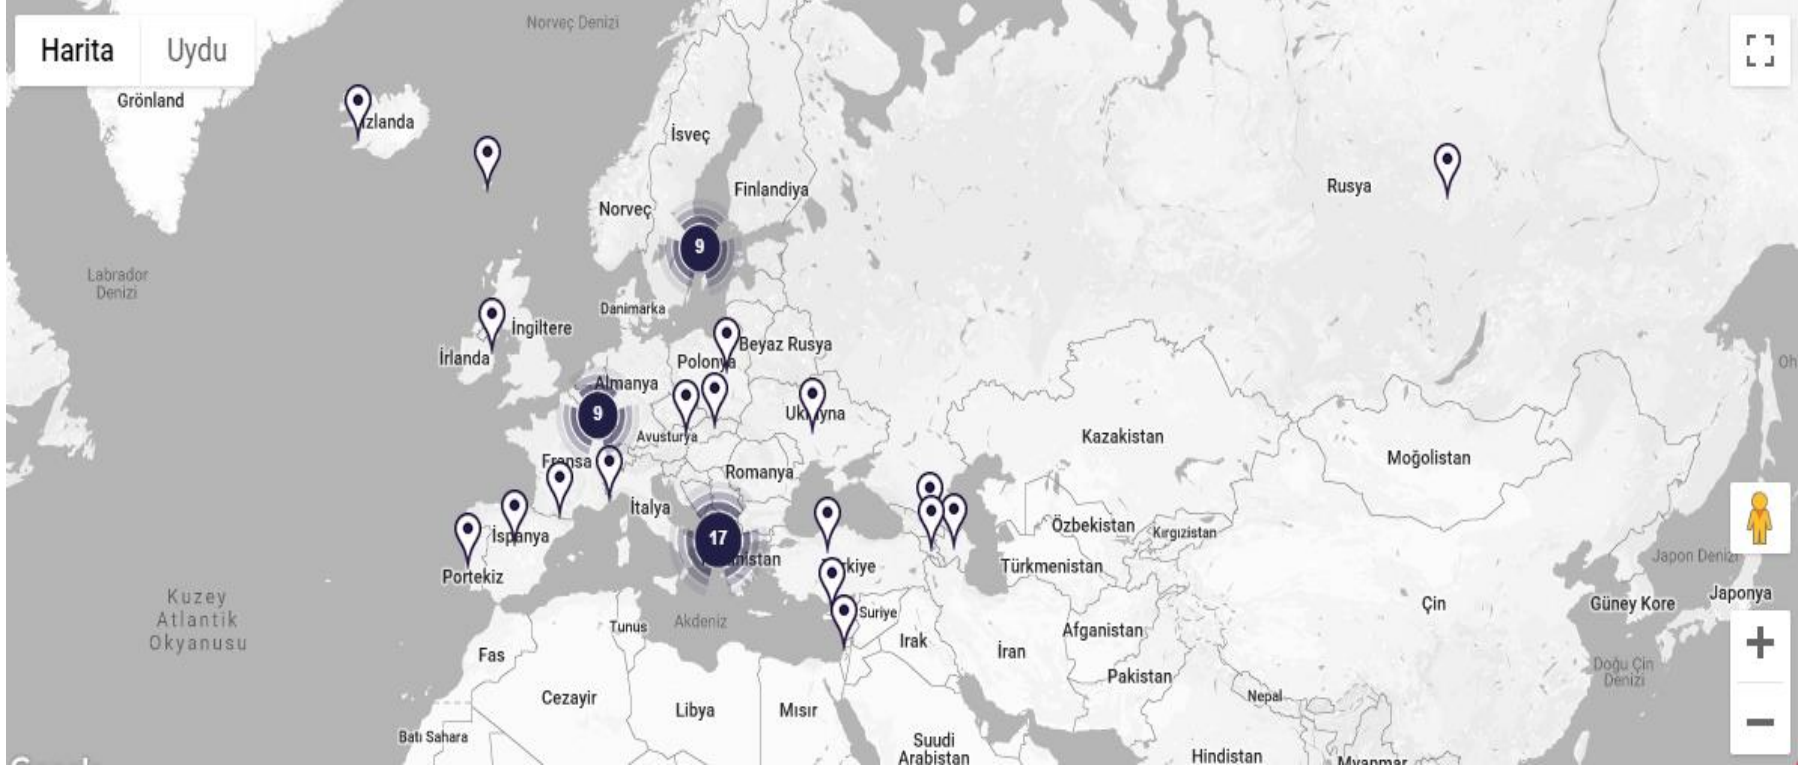 Norveç Denizi
Harita
Uydu
Grönland
İzlanda
İsveç
Finlandiya
Rusya
Norveç
9
Labrador
Denizi
Danimarka
İngiltere
İrlanda
Beyaz Rusya
Polonya
Almanya
9
Ukrayna
Avusturya
Kazakistan
Fransa
Moğolistan
Romanya
İtalya
İspanya
Özbekistan
Kırgızistan
17
Türkiye
Türkmenistan
Japon Denizi
Portekiz
Kuzey
Atlantik
Okyanusu
Çin
Güney Kore
Japonya
Akdeniz
Suriye
Tunus
Irak
Afganistan
İran
Fas
Doğu Çin
Denizi
Pakistan
Cezayir
Nepal
Libya
Mısır
Batı Sahara
Suudi
Arabistan
Hindistan
Myanmar